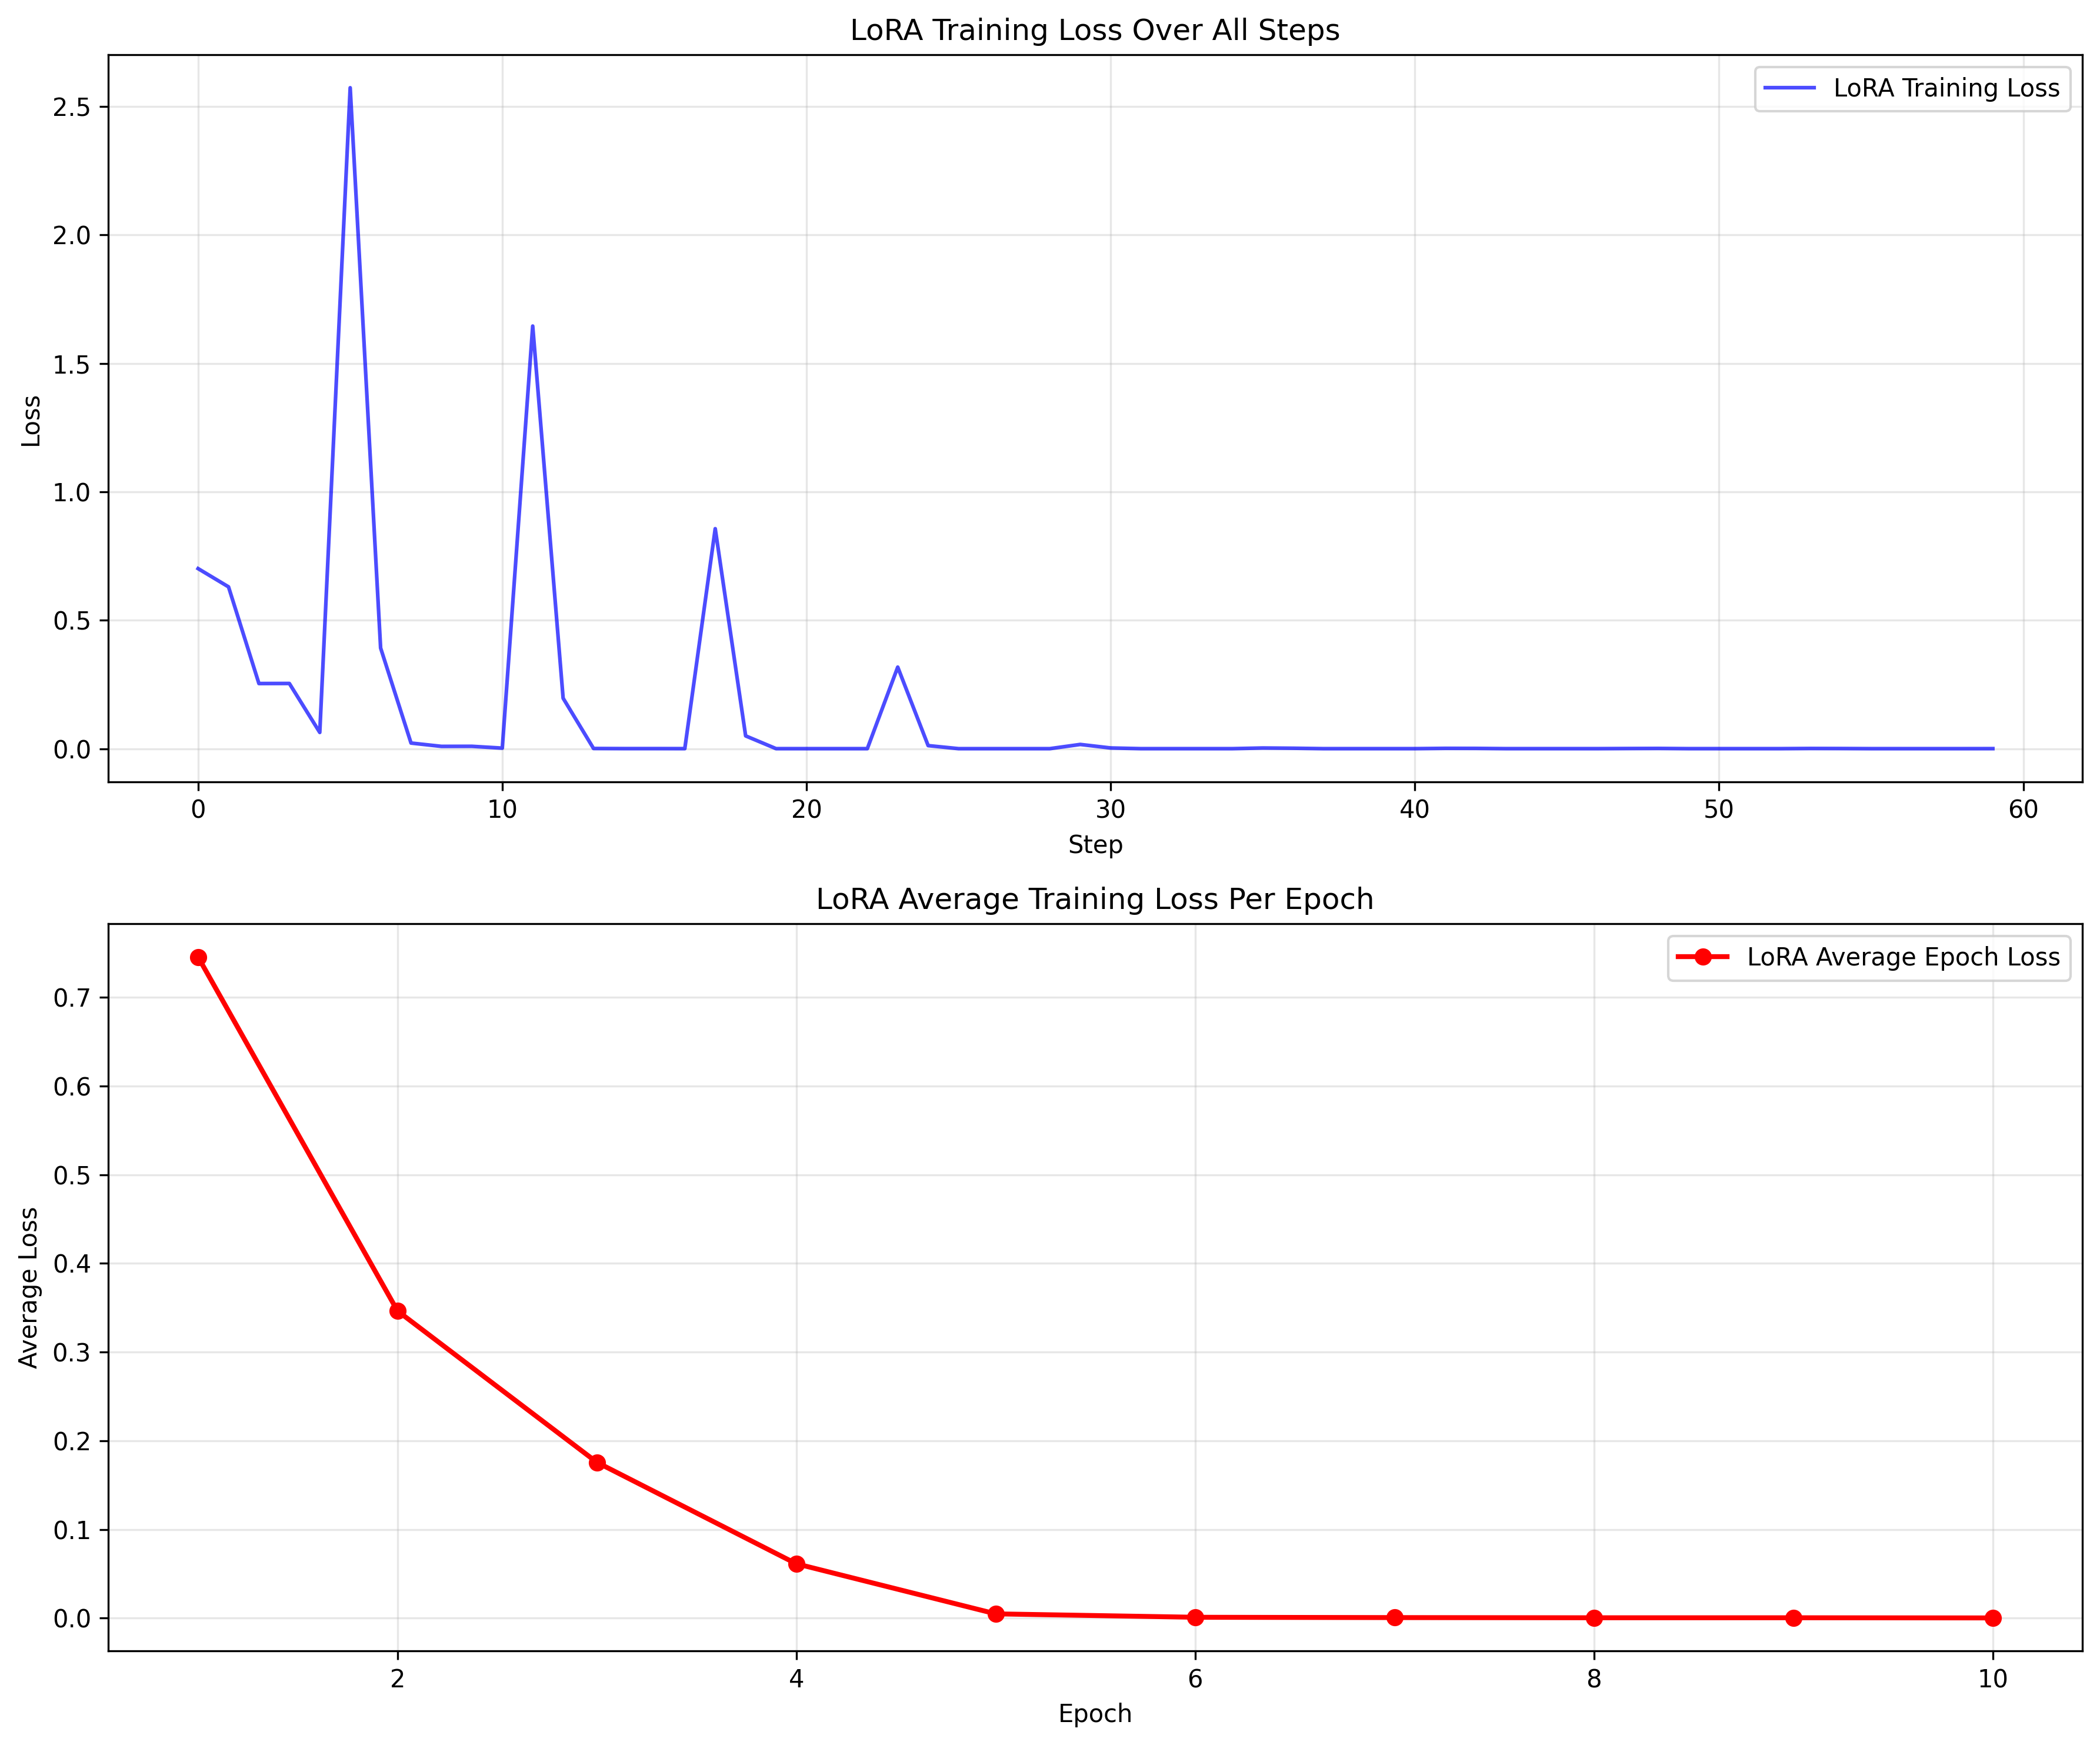 LoRA Training Loss Over All Steps
LoRA Training Loss
2.5
2.0
1.5
1.0
0.5
0.0
Loss
0 10 20 30 40 50 60
Step
LoRA Average Training Loss Per Epoch
LoRA Average Epoch Loss
0.7
0.6
0.5
0.4
0.3
0.2
0.1
0.0
Average Loss
2 4 6 8 10
Epoch